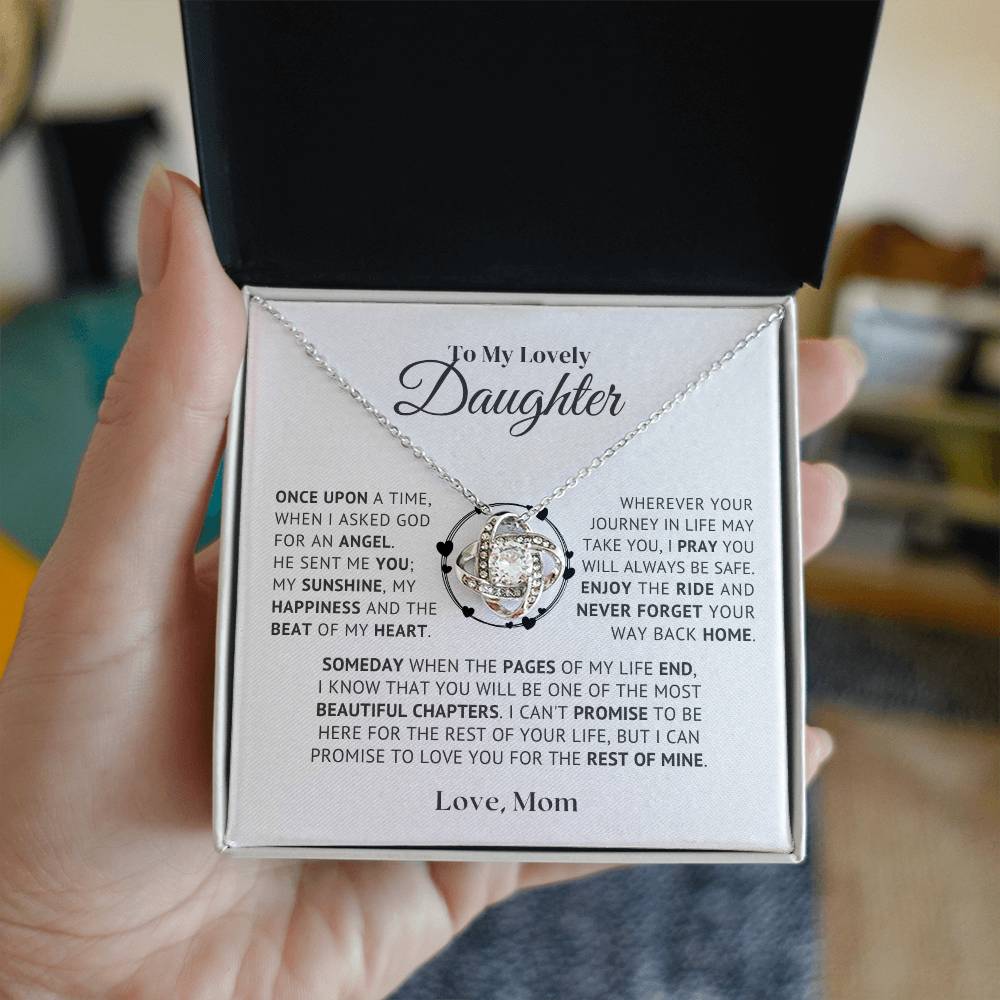 To My Lovely
Daughter
ONCE UPON A TIME,
WHEN I ASKED GOD
FOR AN ANGEL.
HE SENT ME YOU;
MY SUNSHINE, MY
HAPPINESS AND THE
BEAT OF MY HEART.
WHEREVER YOUR
JOURNEY IN LIFE MAY
TAKE YOU, I PRAY YOU
WILL ALWAYS BE SAFE.
ENJOY THE RIDE AND
NEVER FORGET YOUR
WAY BACK HOME.
SOMEDAY WHEN THE PAGES OF MY LIFE END,
I KNOW THAT YOU WILL BE ONE OF THE MOST
BEAUTIFUL CHAPTERS. I CAN'T PROMISE TO BE
HERE FOR THE REST OF YOUR LIFE, BUT I CAN
PROMISE TO LOVE YOU FOR THE REST OF MINE.
Love, Mom